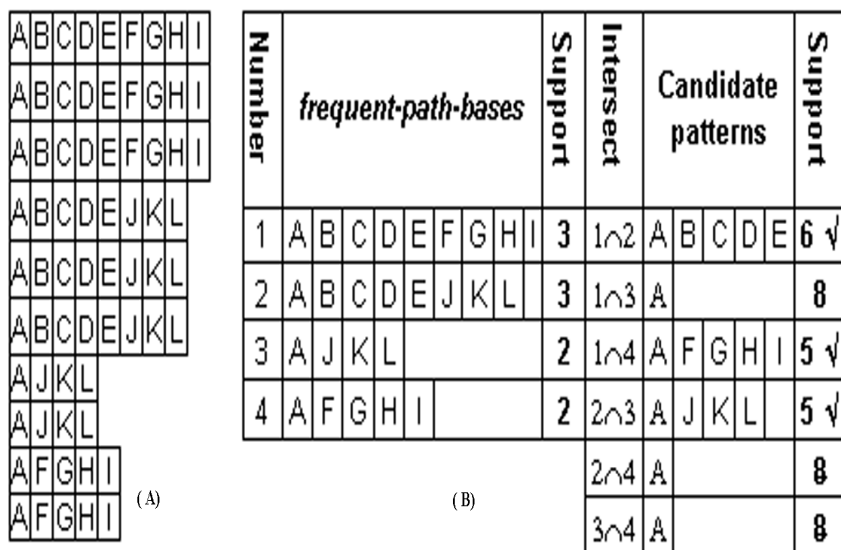 A B C D E F G H I
A B C D E F G H I
A B C D E F G H I
A B C D E J K L
A B C D E J K L
A B C D E J K L
A J K L
A J K L
A F G H I
A F G H I
(A)
Number frequent-path-bases Support Intersect Candidate patterns Support
1 A B C D E F G H I 3 1∩2 A B C D E 6 √
2 A B C D E J K L 3 1∩3 A 8
3 A J K L 2 1∩4 A F G H I 5 √
4 A F G H I 2 2∩3 A J K L 5 √
2∩4 A 8
3∩4 A 8
(B)